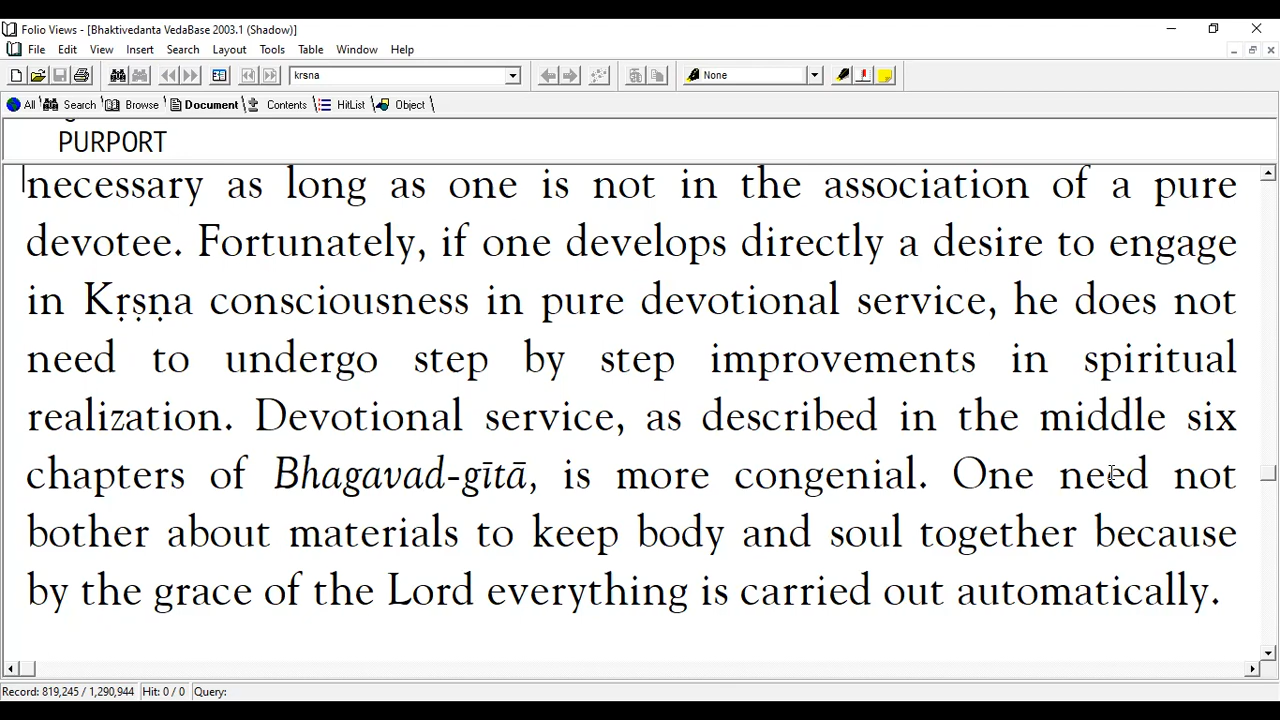 Folio Views - [Bhaktivedanta VedaBase 2003.1 (Shadow)]
File Edit View Insert Search Layout Tools Table Window Help
krsna None
All Search Browse Document Contents HitList Object
PURPORT
necessary as long as one is not in the association of a pure
devotee. Fortunately, if one develops directly a desire to engage
in Kṛṣṇa consciousness in pure devotional service, he does not
need to undergo step by step improvements in spiritual
realization. Devotional service, as described in the middle six
chapters of Bhagavad-gītā, is more congenial. One need not
bother about materials to keep body and soul together because
by the grace of the Lord everything is carried out automatically.
Record: 819,245 / 1,290,944 Hit: 0 / 0 Query: